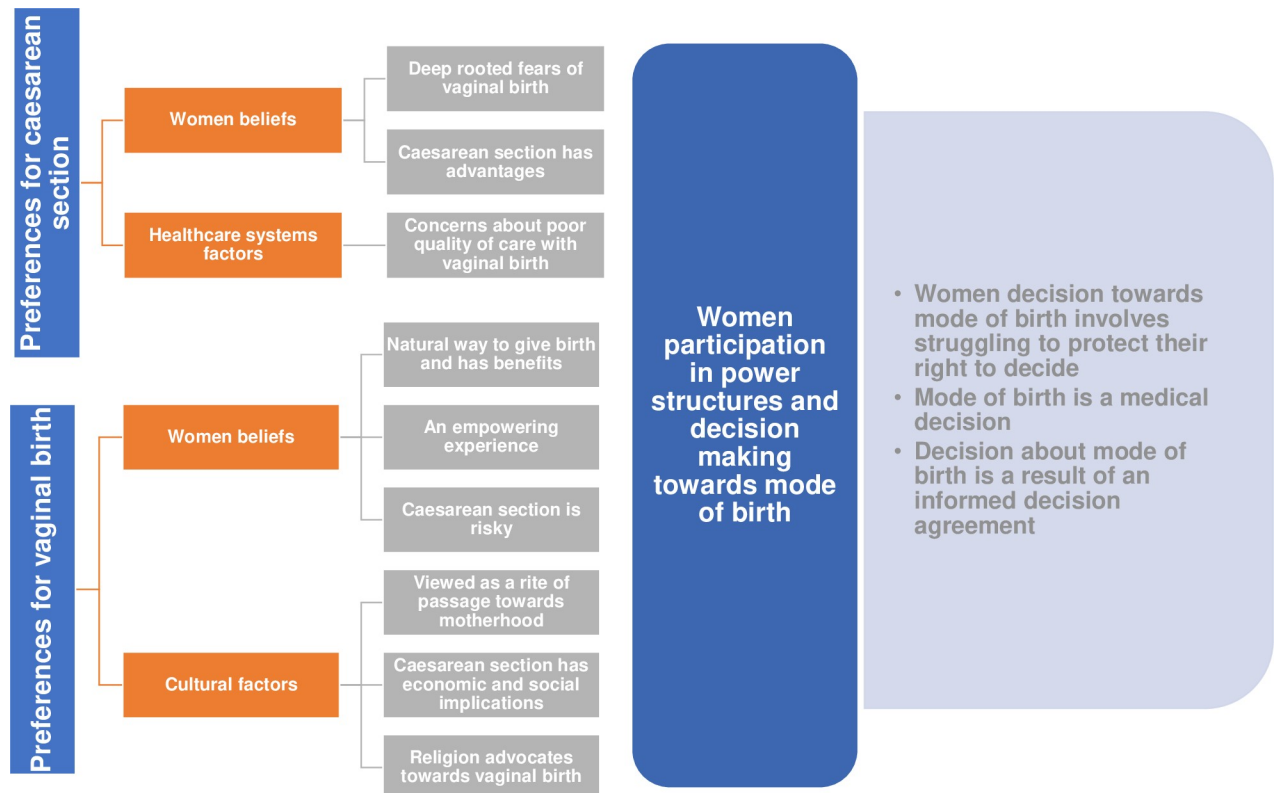 Preferences for caesarean
section
Women beliefs
Deep rooted fears of
vaginal birth
Caesarean section has
advantages
Healthcare systems
factors
Concerns about poor
quality of care with
vaginal birth
Preferences for vaginal birth
Women beliefs
Natural way to give birth
and has benefits
An empowering
experience
Caesarean section is
risky
Cultural factors
Viewed as a rite of
passage towards
motherhood
Caesarean section has
economic and social
implications
Religion advocates
towards vaginal birth
Women
participation
in power
structures and
decision
making
towards mode
of birth
• Women decision towards
mode of birth involves
struggling to protect their
right to decide
• Mode of birth is a medical
decision
• Decision about mode of
birth is a result of an
informed decision
agreement